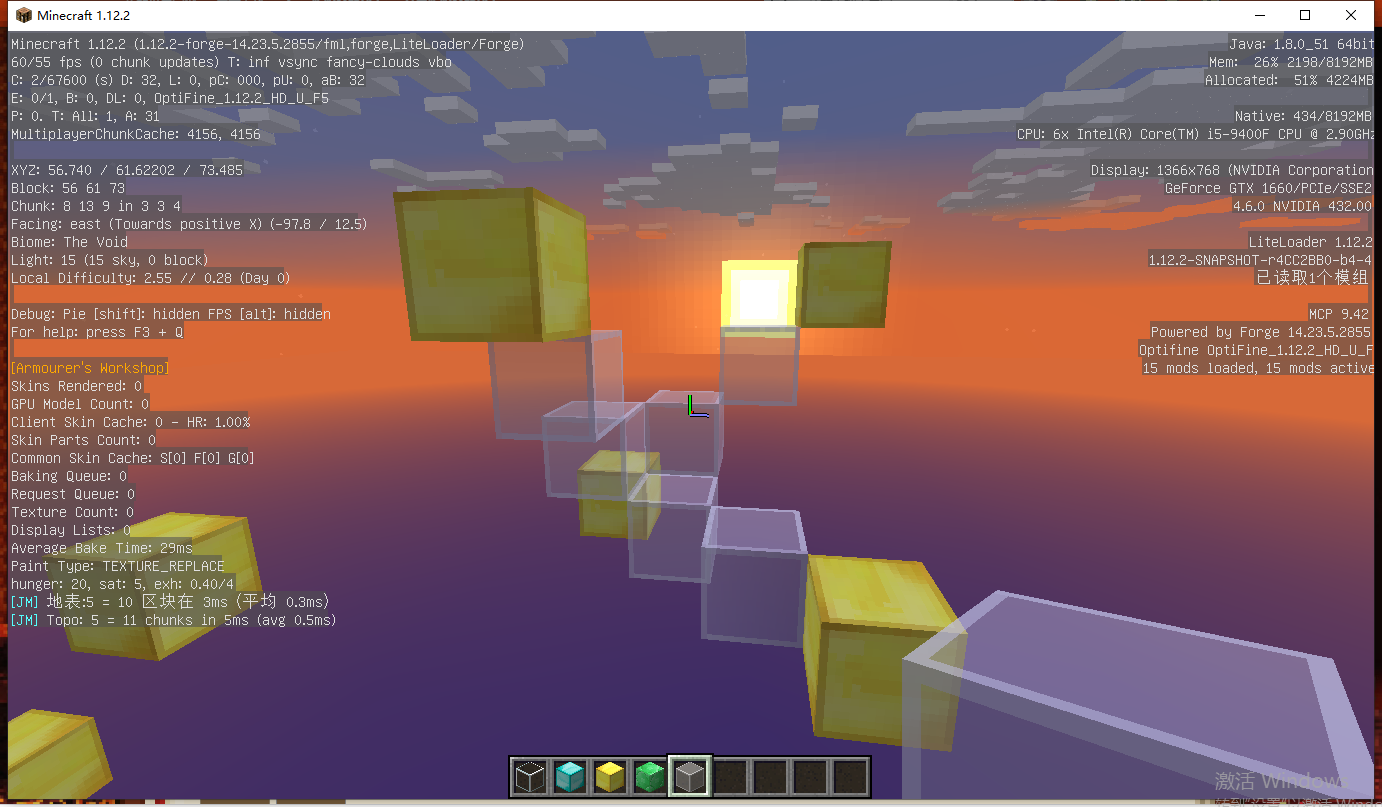 Minecraft 1.12.2
Minecraft 1.12.2 (1.12.2-forge-14.23.5.2855/fml,forge,LiteLoader/Forge)
60/55 fps (0 chunk updates) T: inf vsync fancy-clouds vbo
C: 2/67600 (s) D: 32, L: 0, pC: 000, pU: 0, aB: 32
E: 0/1, B: 0, DL: 0, OptiFine_1.12.2_HD_U_F5
P: 0. T: All: 1, A: 31
MultiplayerChunkCache: 4156, 4156
XYZ: 56.740 / 61.62202 / 73.485
Block: 56 61 73
Chunk: 8 13 9 in 3 3 4
Facing: east (Towards positive X) (-97.8 / 12.5)
Biome: The Void
Light: 15 (15 sky, 0 block)
Local Difficulty: 2.55 // 0.28 (Day 0)
Debug: Pie [shift]: hidden FPS [alt]: hidden
For help: press F3 + Q
[Armourer's Workshop]
Skins Rendered: 0
GPU Model Count: 0
Client Skin Cache: 0 - HR: 1.00%
Skin Parts Count: 0
Common Skin Cache: S[0] F[0] G[0]
Baking Queue: 0
Request Queue: 0
Texture Count: 0
Display Lists: 0
Average Bake Time: 29ms
Paint Type: TEXTURE_REPLACE
hunger: 20, sat: 5, exh: 0.40/4
[JM] 地表:5 = 10 区块在 3ms (平均 0.3ms)
[JM] Topo: 5 = 11 chunks in 5ms (avg 0.5ms)
Java: 1.8.0_51 64bit
Mem: 26% 2198/8192MB
Allocated: 51% 4224MB
Native: 434/8192MB
CPU: 6x Intel(R) Core(TM) i5-9400F CPU @ 2.90GHz
Display: 1366x768 (NVIDIA Corporation
GeForce GTX 1660/PCIe/SSE2
4.6.0 NVIDIA 432.00
LiteLoader 1.12.2
1.12.2-SNAPSHOT-r4CC2BB0-b4-4
已读取1个模组
MCP 9.42
Powered by Forge 14.23.5.2855
Optifine OptiFine_1.12.2_HD_U_F
15 mods loaded, 15 mods active
激活 Windows